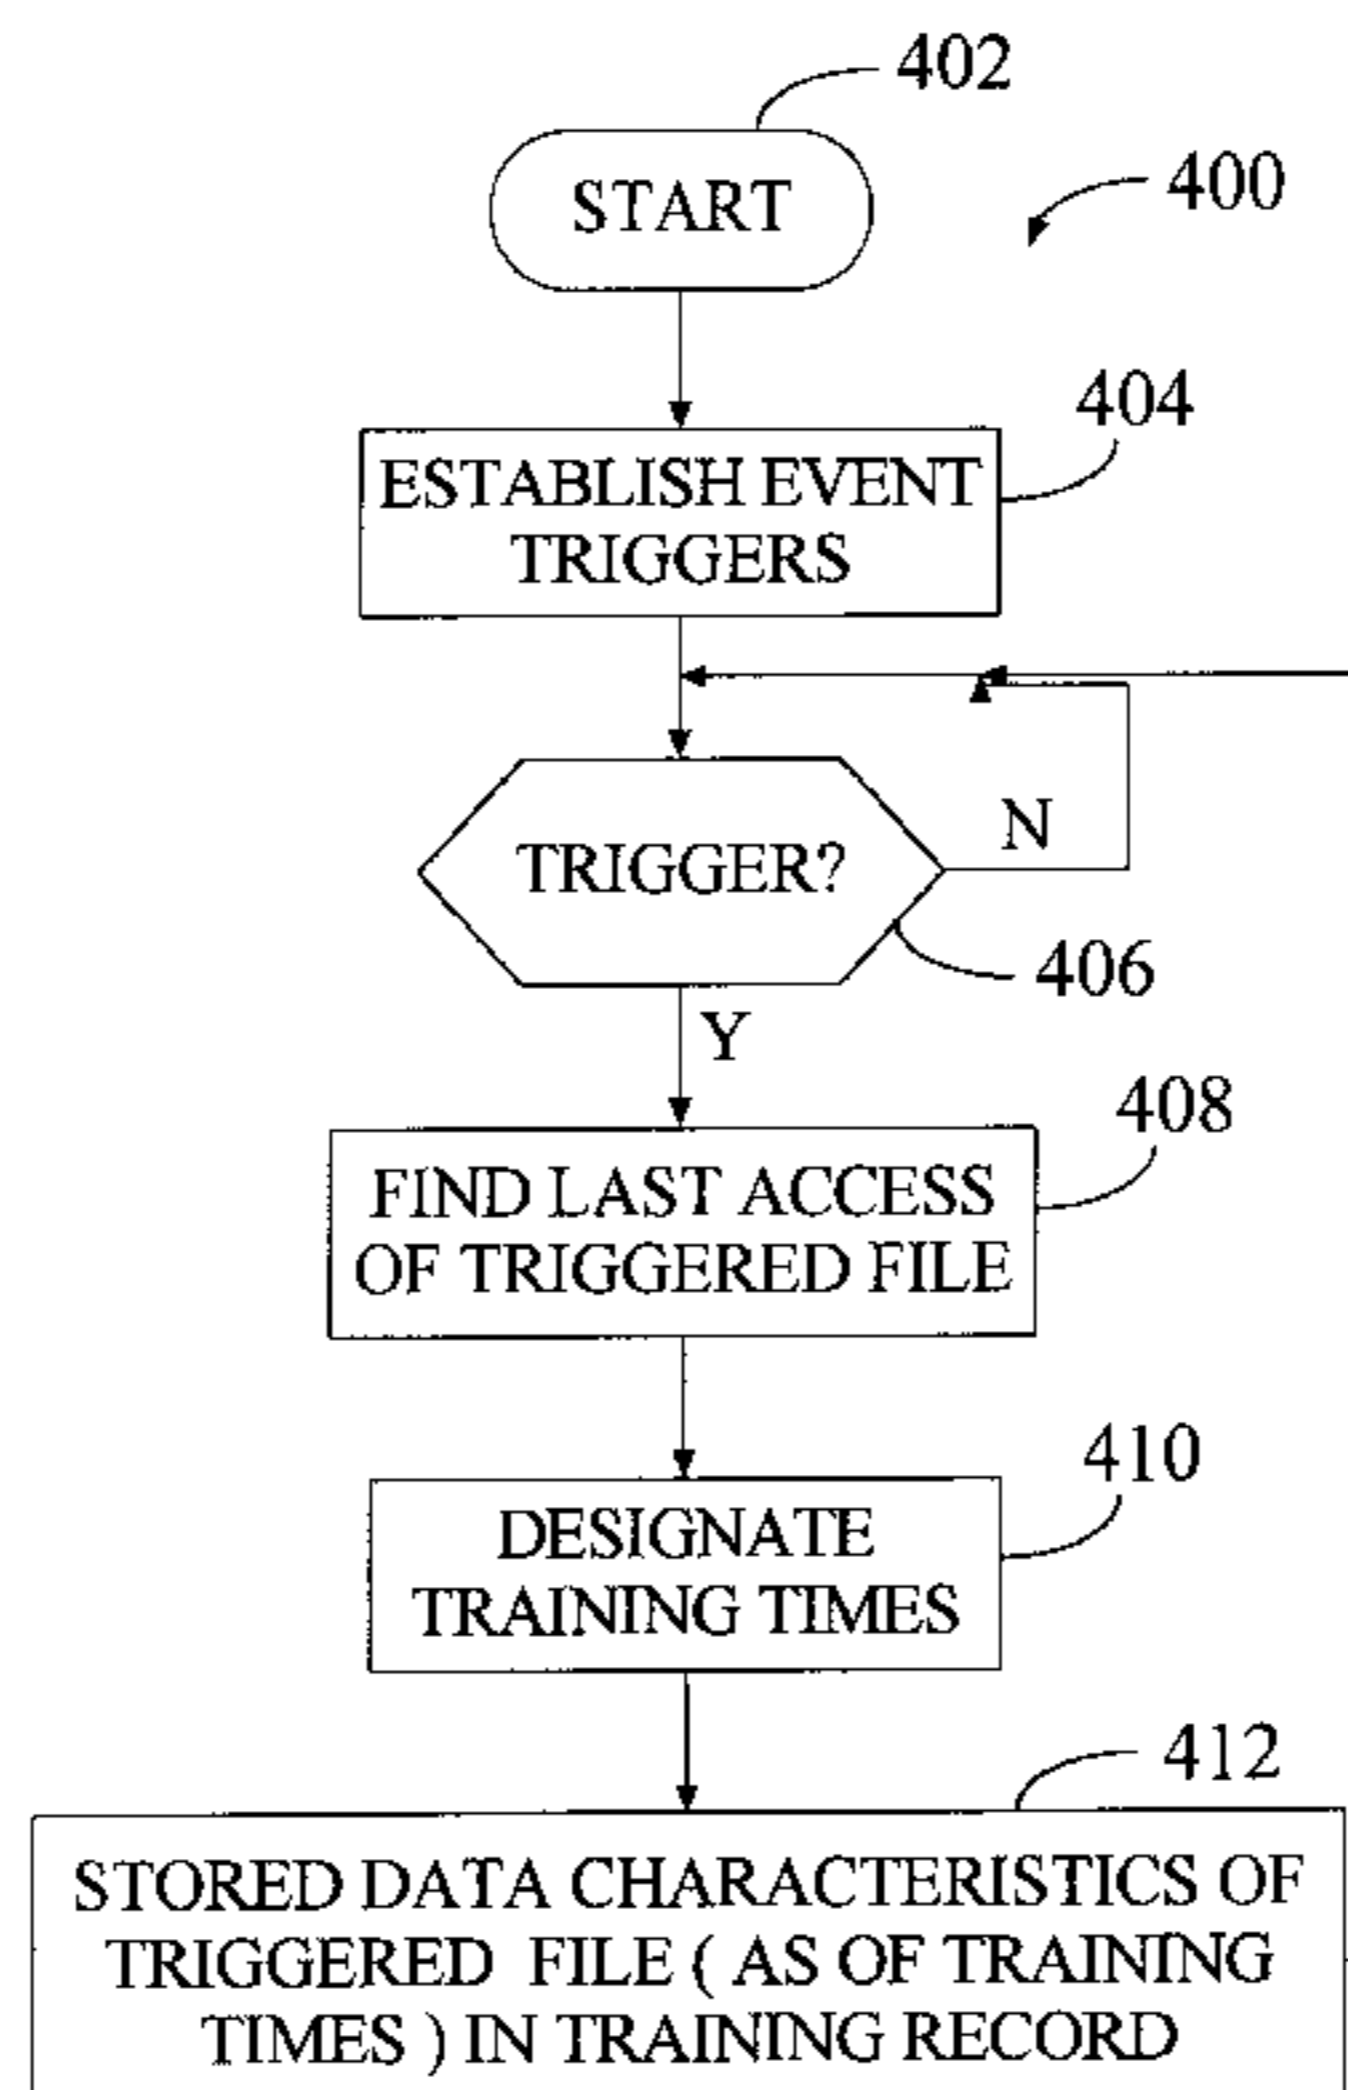 402
START
400
404
ESTABLISH EVENT
TRIGGERS
TRIGGER?
N
406
Y
408
FIND LAST ACCESS
OF TRIGGERED FILE
410
DESIGNATE
TRAINING TIMES
412
STORED DATA CHARACTERISTICS OF
TRIGGERED FILE ( AS OF TRAINING
TIMES ) IN TRAINING RECORD